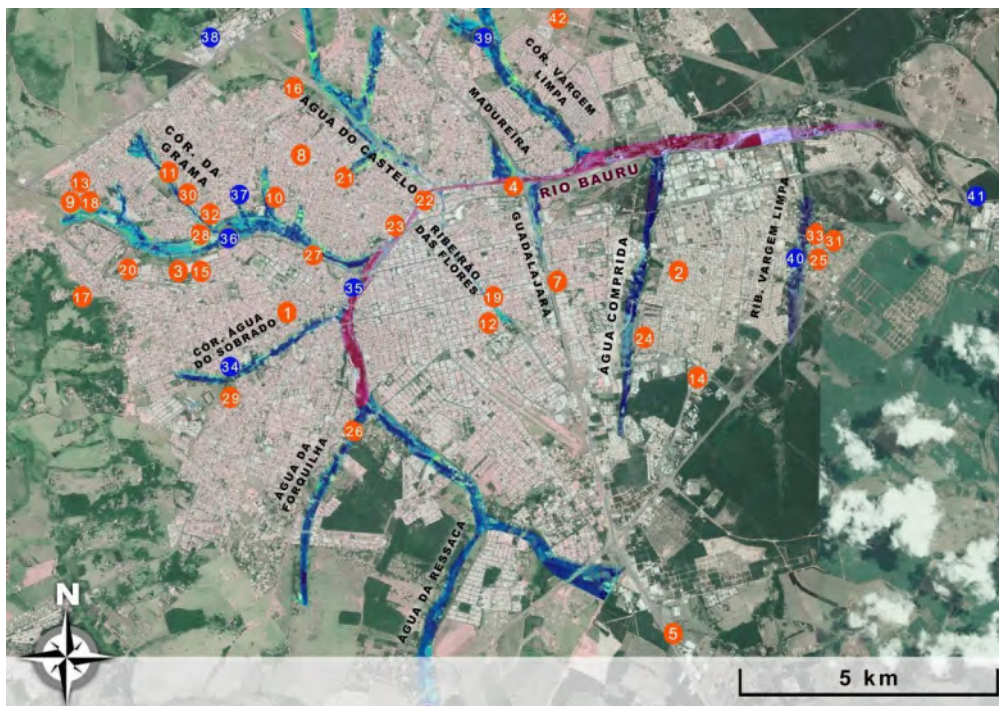 42
38
39
CÓR. VARGEM
LIMPA
16
MADUREIRA
ÁGUA DO CASTELO
8
CÓR. DA
GRAMA
11
21
13
9
18
30
37
10
22
4
RIO BAURU
41
32
28
36
23
RIBEIRÃO
DAS FLORES
GUADALAJARA
RIB. VARGEM LIMPA
33
31
40
25
27
20
3
15
2
7
35
17
19
12
1
CÓR. ÁGUA
DO SOBRADO
ÁGUA COMPRIDA
24
34
29
14
26
ÁGUA DA
FORQUILHA
ÁGUA DA RESSACA
5
N
5 km